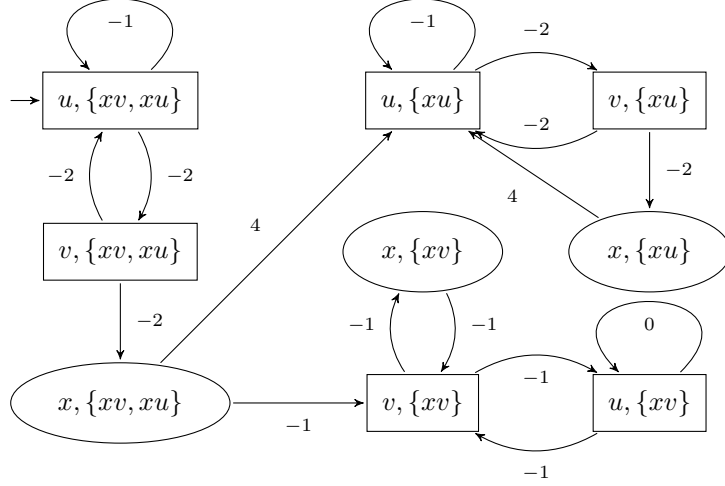 −1
−1
−2
u, {xv, xu}
u, {xu}
v, {xu}
−2
−2
−2
−2
4
4
v, {xv, xu}
x, {xv}
x, {xu}
−2
−1
−1
0
x, {xv, xu}
−1
v, {xv}
−1
u, {xv}
−1